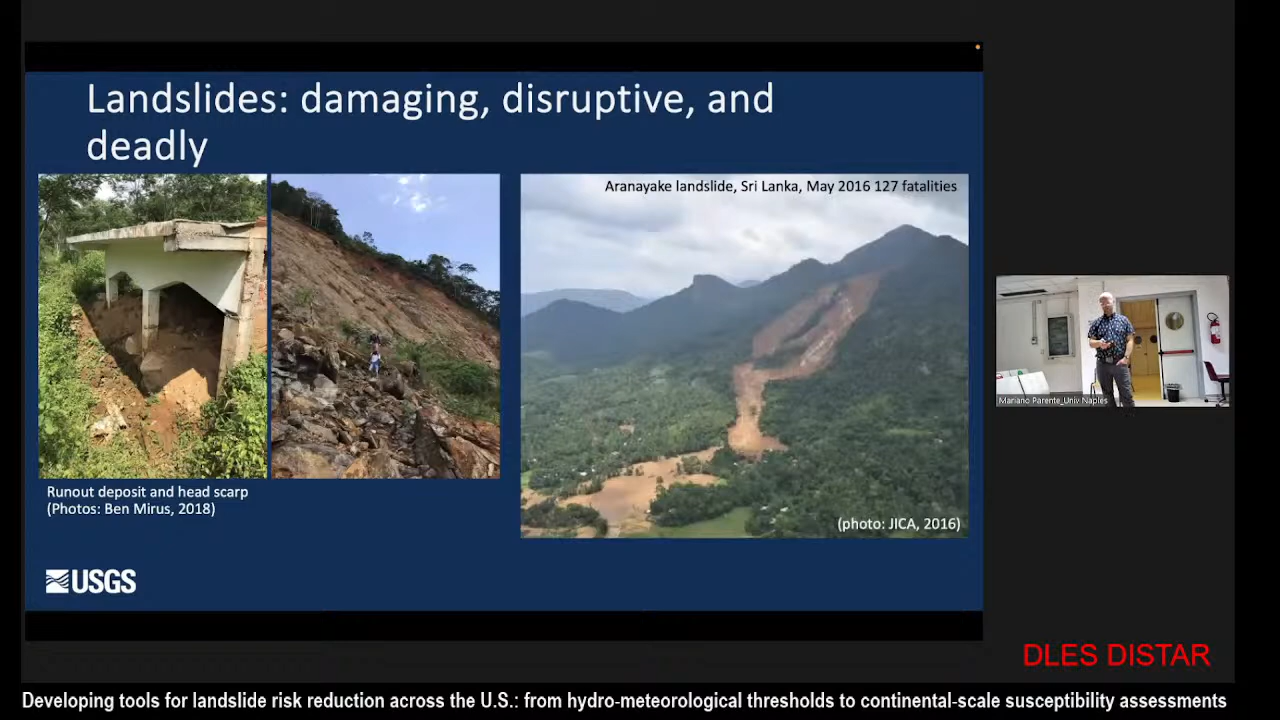 Landslides: damaging, disruptive, and
deadly
Aranayake landslide, Sri Lanka, May 2016 127 fatalities
Runout deposit and head scarp
(Photos: Ben Mirus, 2018)
(photo: JICA, 2016)
USGS
Mariano Parente_Univ Naples
DLES DISTAR
Developing tools for landslide risk reduction across the U.S.: from hydro-meteorological thresholds to continental-scale susceptibility assessments